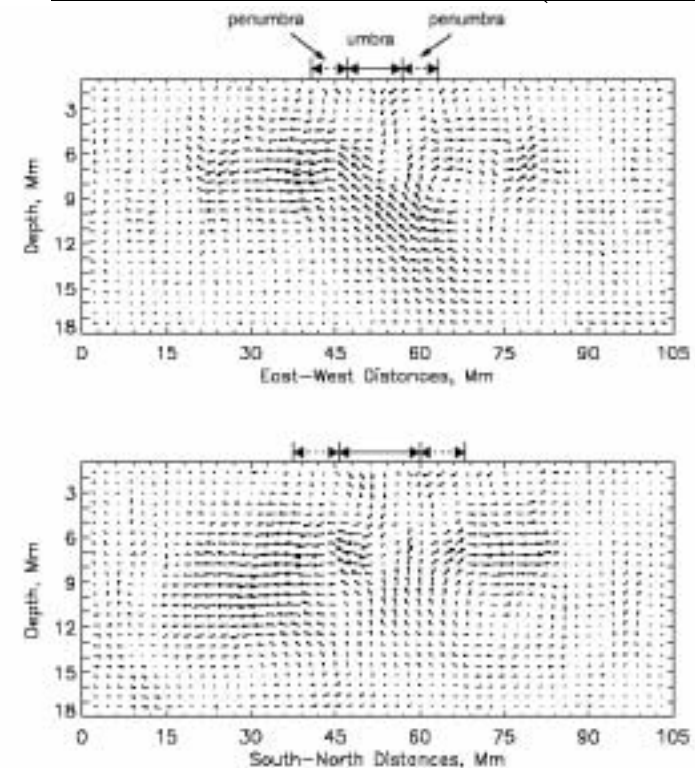 penumbra penumbra
umbra
3
6
9
12
15
18
Depth, Mm
0 15 30 45 60 75 90 105
East-West Distances, Mm
3
6
9
12
15
18
Depth, Mm
0 15 30 45 60 75 90 105
South-North Distances, Mm